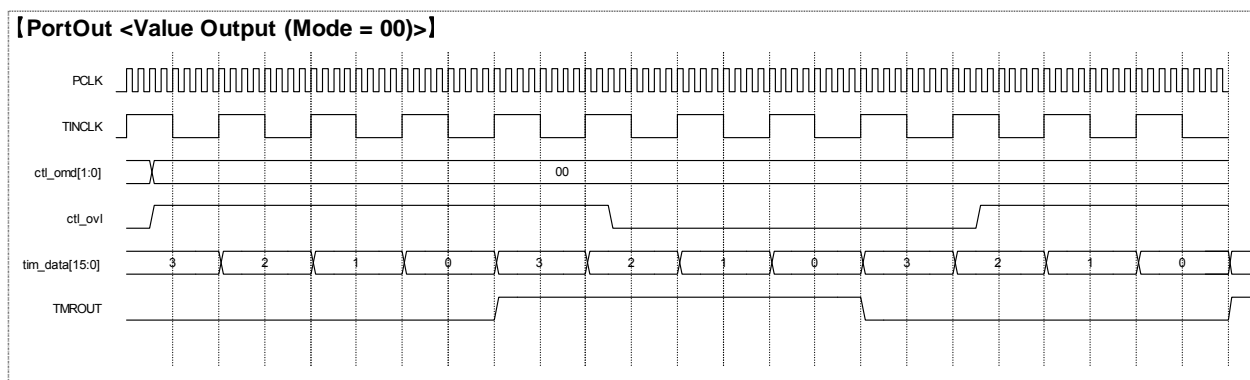 【PortOut <Value Output (Mode = 00)>】
PCLK
TINCLK
ctl_omd[1:0]
00
ctl_ovl
tim_data[15:0]
3 2 1 0 3 2 1 0 3 2 1 0
TMROUT